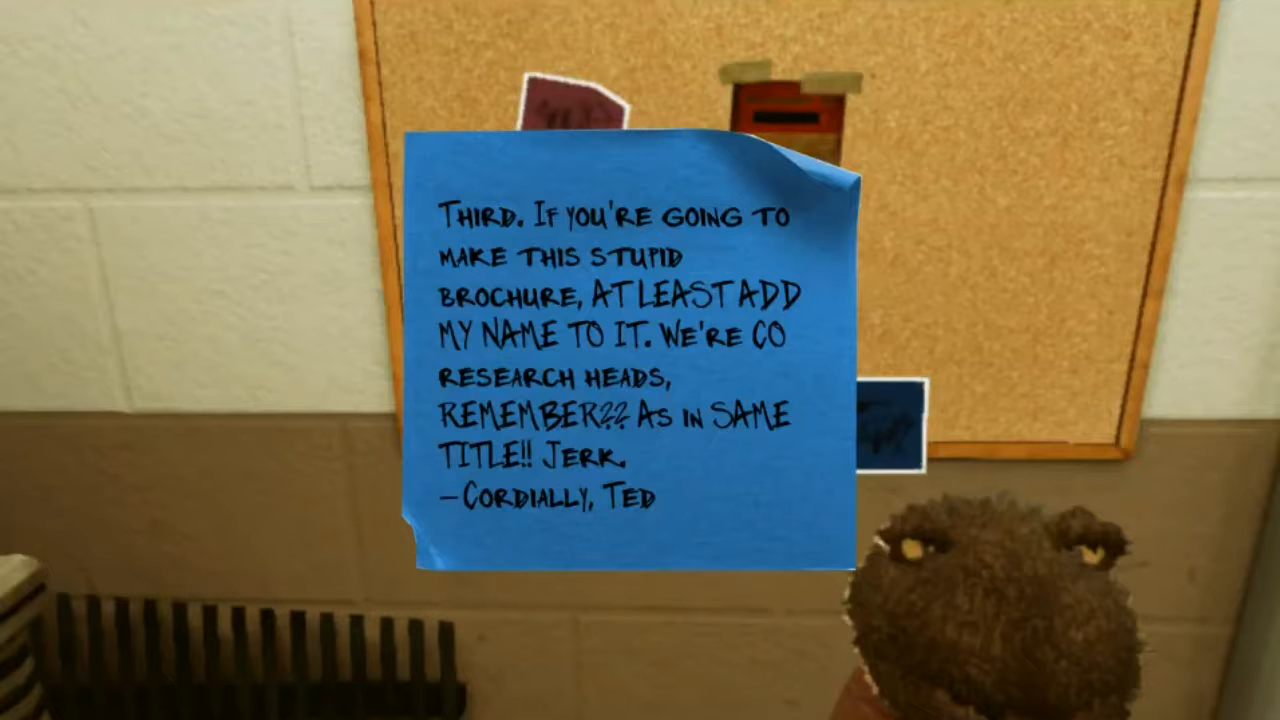 Third. If you're going to
make this stupid
brochure, AT LEAST ADD
MY NAME TO IT. We're CO
research heads,
REMEMBER?? As in SAME
TITLE!! Jerk.
–Cordially, Ted